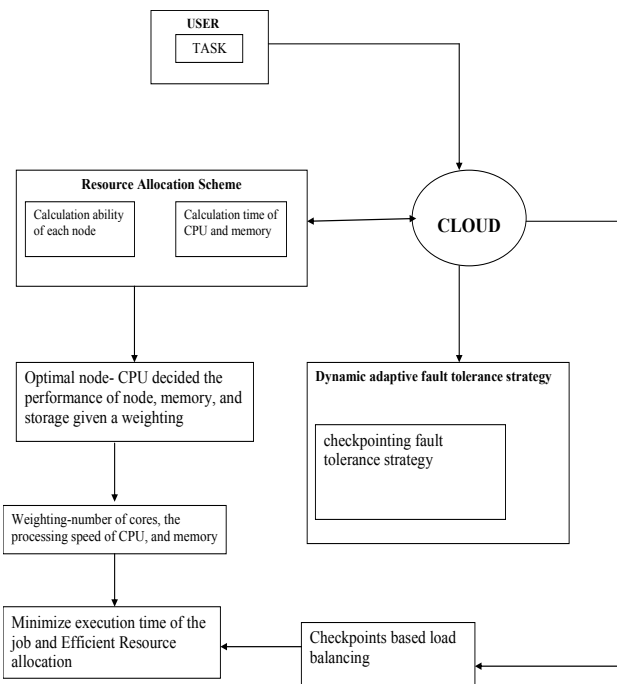 USER
TASK
Resource Allocation Scheme
Calculation ability
of each node
Calculation time of
CPU and memory
CLOUD
Optimal node- CPU decided the
performance of node, memory, and
storage given a weighting
Dynamic adaptive fault tolerance strategy
checkpointing fault
tolerance strategy
Weighting-number of cores, the
processing speed of CPU, and memory
Minimize execution time of the
job and Efficient Resource
allocation
Checkpoints based load
balancing